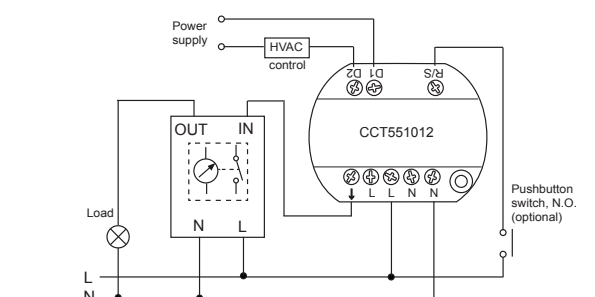 Power
supply
HVAC
control
D2 D1 R/S
OUT IN
CCT551012
L L N N
Pushbutton
switch, N.O.
(optional)
Load
N L
L
N